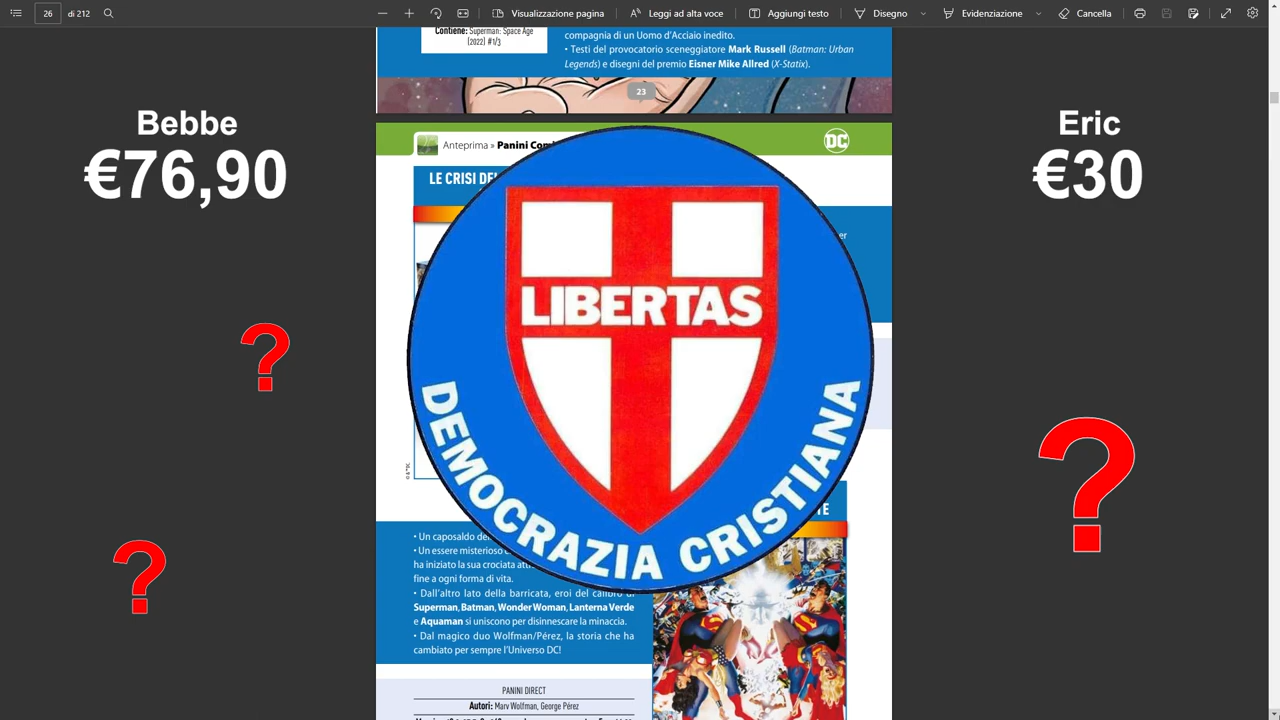 26
di 212
Visualizzazione pagina
Leggi ad alta voce
Aggiungi testo
Disegno
Evidenziazione
Cancella
Contiene: Superman: Space Age
(2022) #1/3
compagnia di un Uomo d'Acciaio inedito.
• Testi del provocatorio sceneggiatore Mark Russell (Batman: Urban
Legends) e disegni del premio Eisner Mike Allred (X-Statix).
23
Bebbe
€76,90
Eric
€30
Anteprima » Panini
DC
LE CRISI
er
LIBERTAS
DEMOCRAZIA CRISTIANA
TE
• Un caposaldo
• Un essere misterioso
ha iniziato la sua crociata
fine a ogni forma di vita.
• Dall'altro lato della barricata, eroi del calibro di
Superman, Batman, Wonder Woman, Lanterna Verde
e Aquaman si uniscono per disinnescare la minaccia.
• Dal magico duo Wolfman/Pérez, la storia che ha
cambiato per sempre l'Universo DC!
PANINI DIRECT
Autori: Marv Wolfman, George Pérez
?
?
?